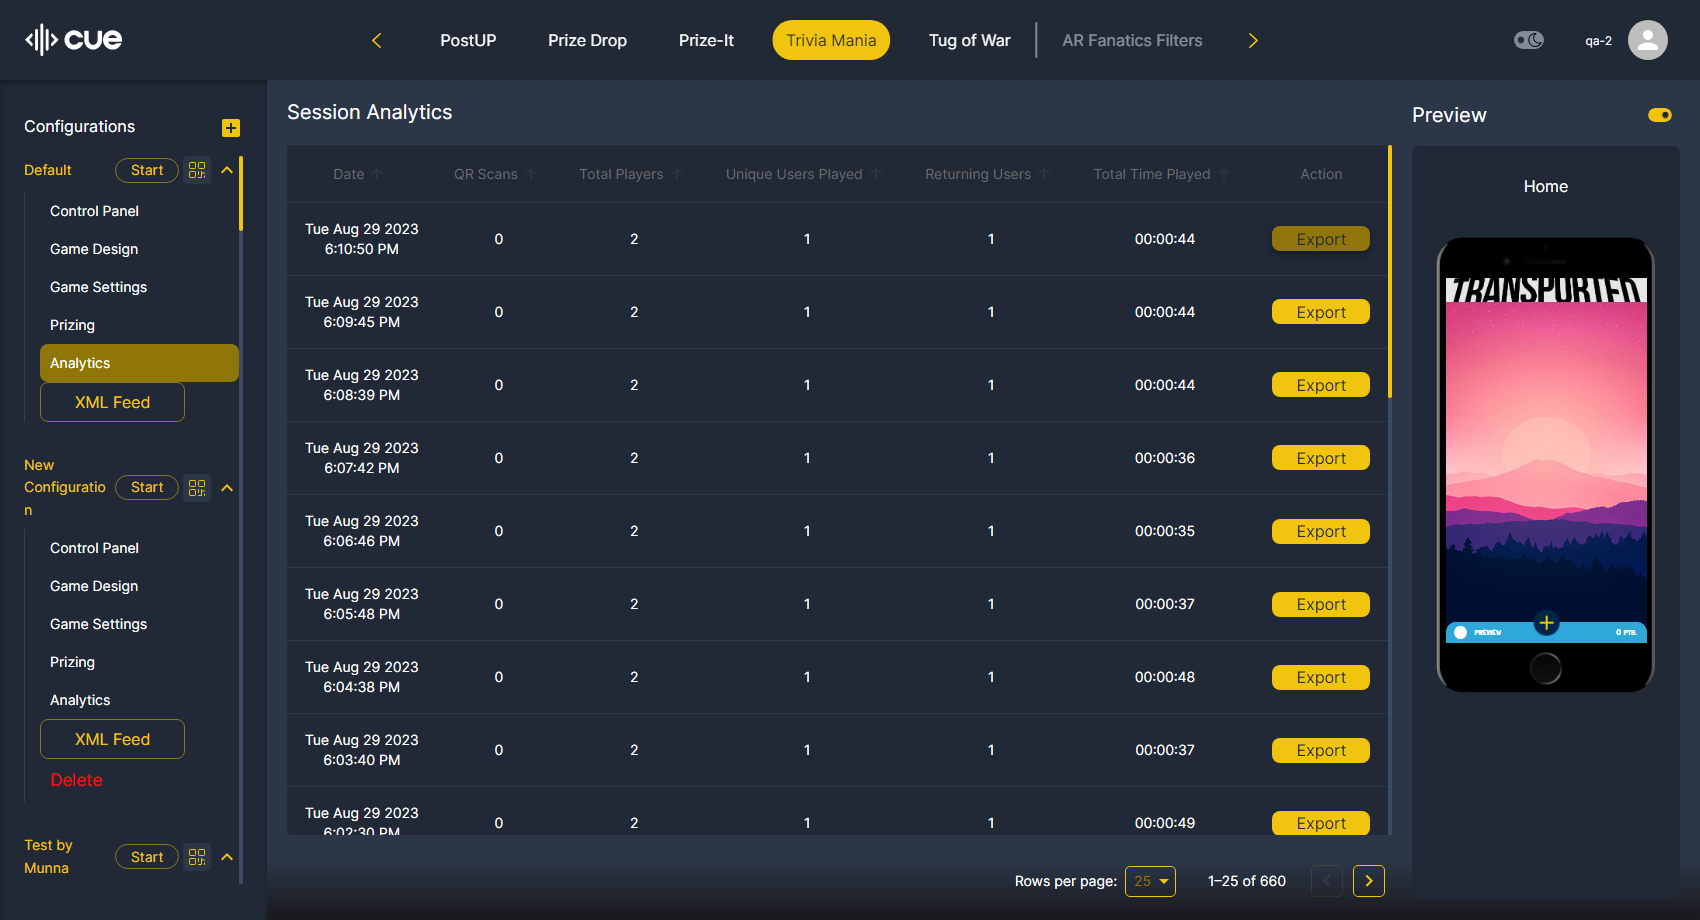 cue
PostUP
Prize Drop
Prize-It
Trivia Mania
Tug of War
AR Fanatics Filters
qa-2
Configurations
Default
Start
Control Panel
Game Design
Game Settings
Prizing
Analytics
XML Feed
New
Configuratio
n
Start
Control Panel
Game Design
Game Settings
Prizing
Analytics
XML Feed
Delete
Test by
Munna
Start
Session Analytics
Date QR Scans Total Players Unique Users Played Returning Users Total Time Played Action
Tue Aug 29 2023
6:10:50 PM 0 2 1 1 00:00:44 Export
Tue Aug 29 2023
6:09:45 PM 0 2 1 1 00:00:44 Export
Tue Aug 29 2023
6:08:39 PM 0 2 1 1 00:00:44 Export
Tue Aug 29 2023
6:07:42 PM 0 2 1 1 00:00:36 Export
Tue Aug 29 2023
6:06:46 PM 0 2 1 1 00:00:35 Export
Tue Aug 29 2023
6:05:48 PM 0 2 1 1 00:00:37 Export
Tue Aug 29 2023
6:04:38 PM 0 2 1 1 00:00:48 Export
Tue Aug 29 2023
6:03:40 PM 0 2 1 1 00:00:37 Export
Tue Aug 29 2023
6:02:30 PM 0 2 1 1 00:00:49 Export
Rows per page: 25 1–25 of 660
Preview
Home
TRANSPORTED
PREVIEW
0 PTS.